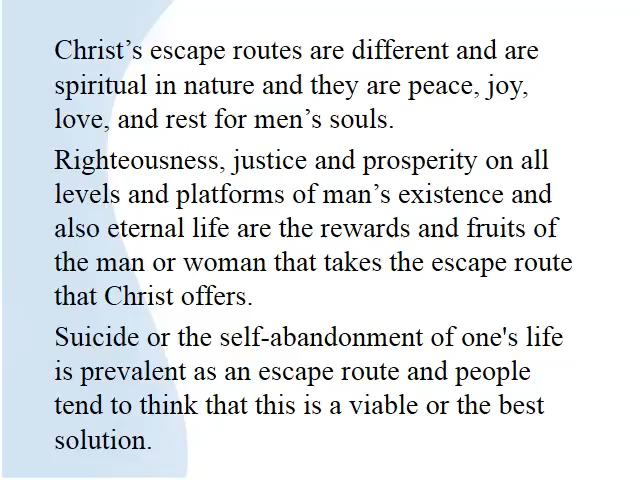 Christ’s escape routes are different and are
spiritual in nature and they are peace, joy,
love, and rest for men’s souls.
Righteousness, justice and prosperity on all
levels and platforms of man’s existence and
also eternal life are the rewards and fruits of
the man or woman that takes the escape route
that Christ offers.
Suicide or the self-abandonment of one's life
is prevalent as an escape route and people
tend to think that this is a viable or the best
solution.